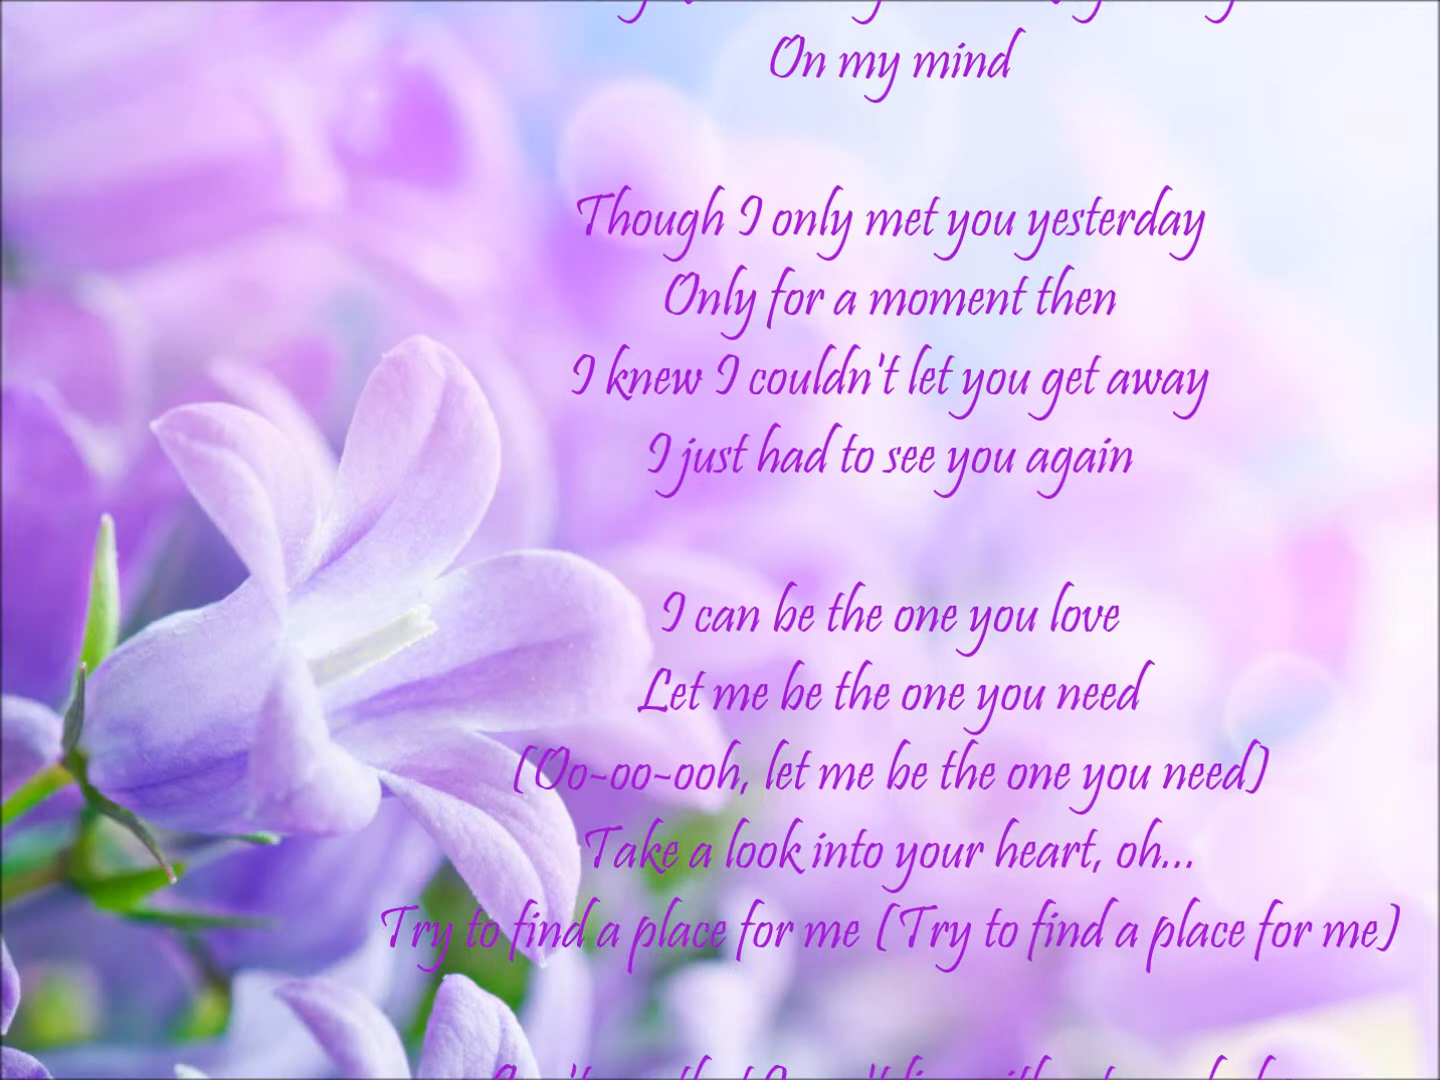 On my mind
Though I only met you yesterday
Only for a moment then
I knew I couldn't let you get away
I just had to see you again
I can be the one you love
Let me be the one you need
(Oo-oo-ooh, let me be the one you need)
Take a look into your heart, oh...
Try to find a place for me (Try to find a place for me)